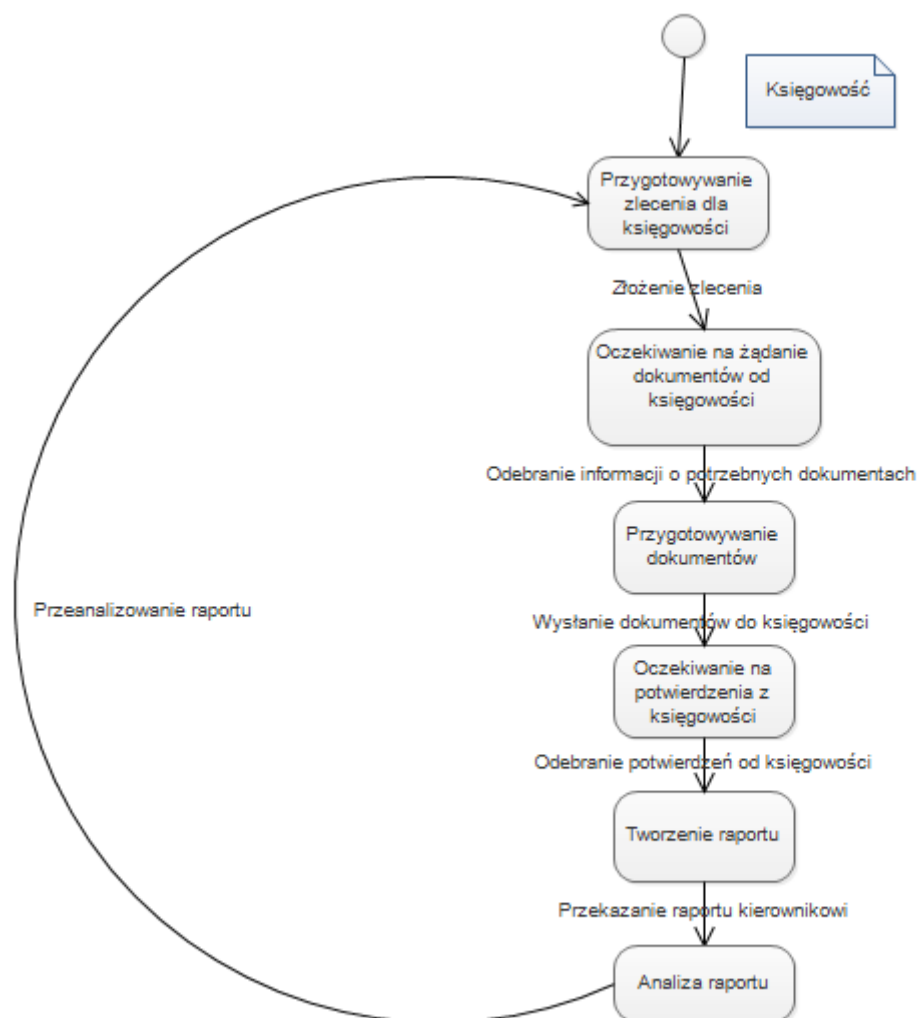 Księgowość
Przygotowywanie
zlecenia dla
księgowości
Złożenie zlecenia
Oczekiwanie na żądanie
dokumentów od
księgowości
Odebranie informacji o potrzebnych dokumentach
Przygotowywanie
dokumentów
Przeanalizowanie raportu
Wysłanie dokumentów do księgowości
Oczekiwanie na
potwierdzenia z
księgowości
Odebranie potwierdzeń od księgowości
Tworzenie raportu
Przekazanie raportu kierownikowi
Analiza raportu